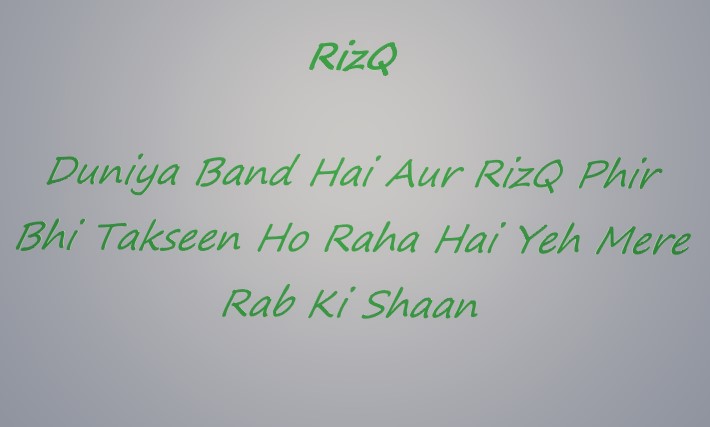 RizQ
Duniya Band Hai Aur RizQ Phir
Bhi Takseen Ho Raha Hai Yeh Mere
Rab Ki Shaan